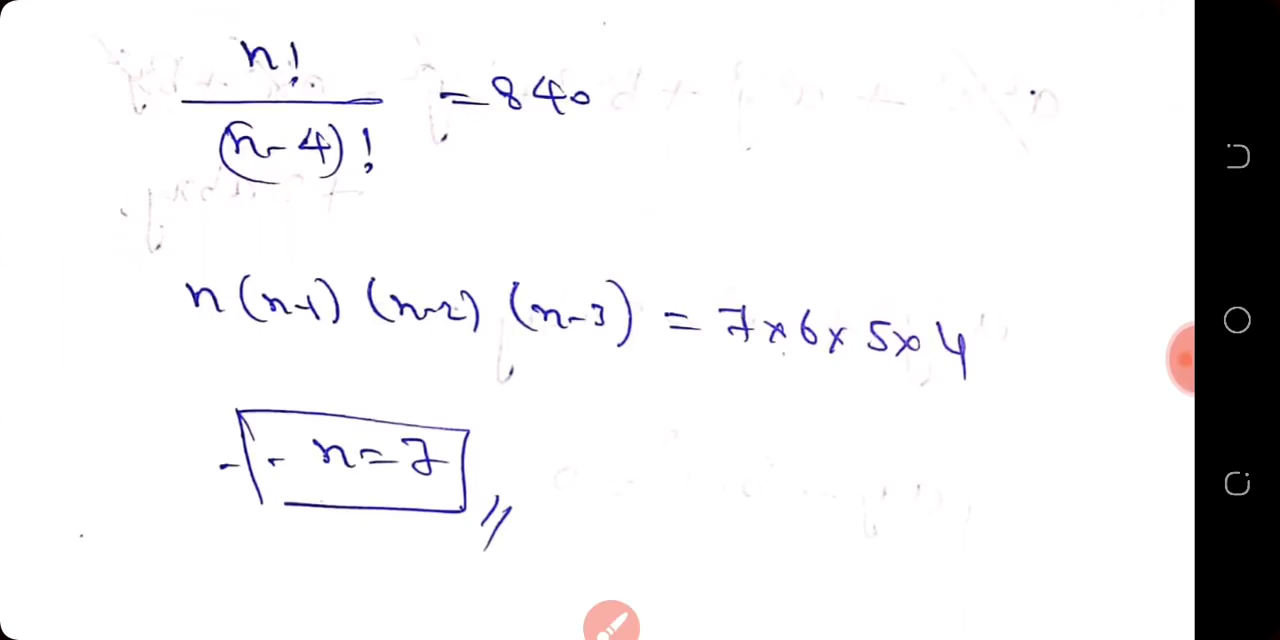 n!
/(n-4)! = 840
n(n-1) (n-2) (n-3) = 7×6×5×4
∴ n=7 //